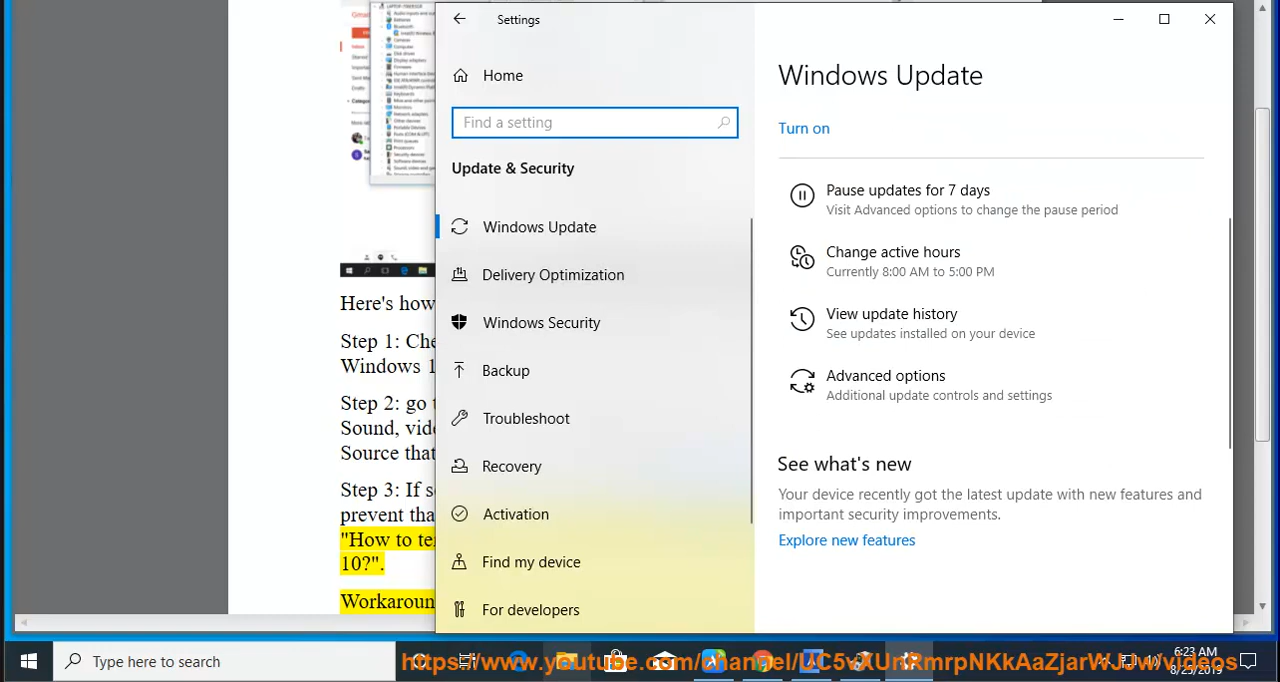 Settings
Home
Find a setting
Update & Security
Windows Update
Delivery Optimization
Windows Security
Backup
Troubleshoot
Recovery
Activation
Find my device
For developers
Windows Update
Turn on
Pause updates for 7 days
Visit Advanced options to change the pause period
Change active hours
Currently 8:00 AM to 5:00 PM
View update history
See updates installed on your device
Advanced options
Additional update controls and settings
See what's new
Your device recently got the latest update with new features and
important security improvements.
Explore new features
Here's how
Step 1: Che
Windows 1
Step 2: go t
Sound, vide
Source that
Step 3: If s
prevent tha
"How to te
10?".
Workaroun
Type here to search
6:23 AM
8/25/2019